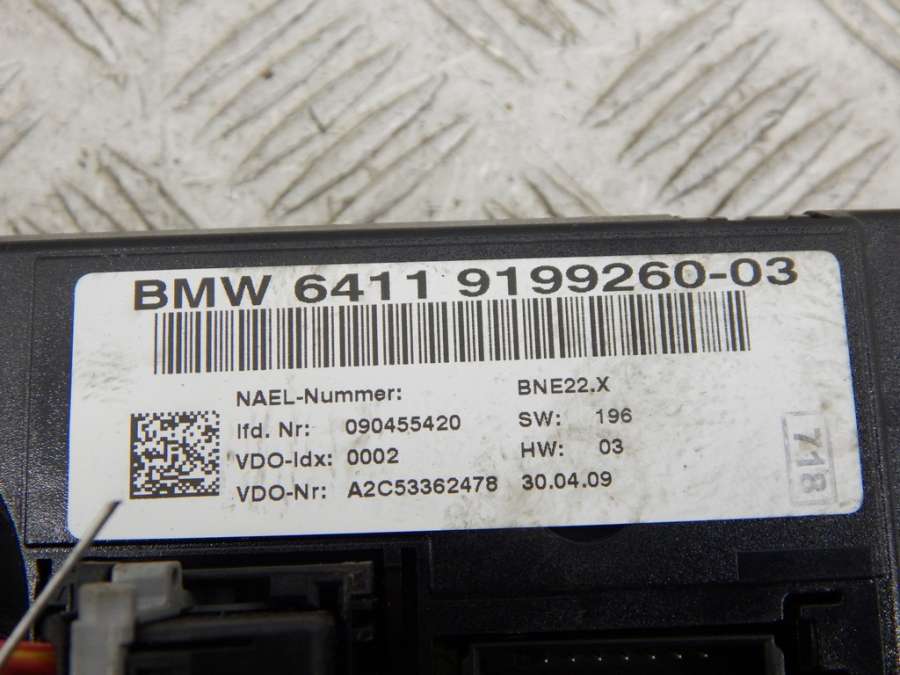 BMW 6411 9199260-03
NAEL-Nummer: BNE22.X
lfd. Nr: 090455420 SW: 196
VDO-Idx: 0002 HW: 03
VDO-Nr: A2C53362478 30.04.09
718